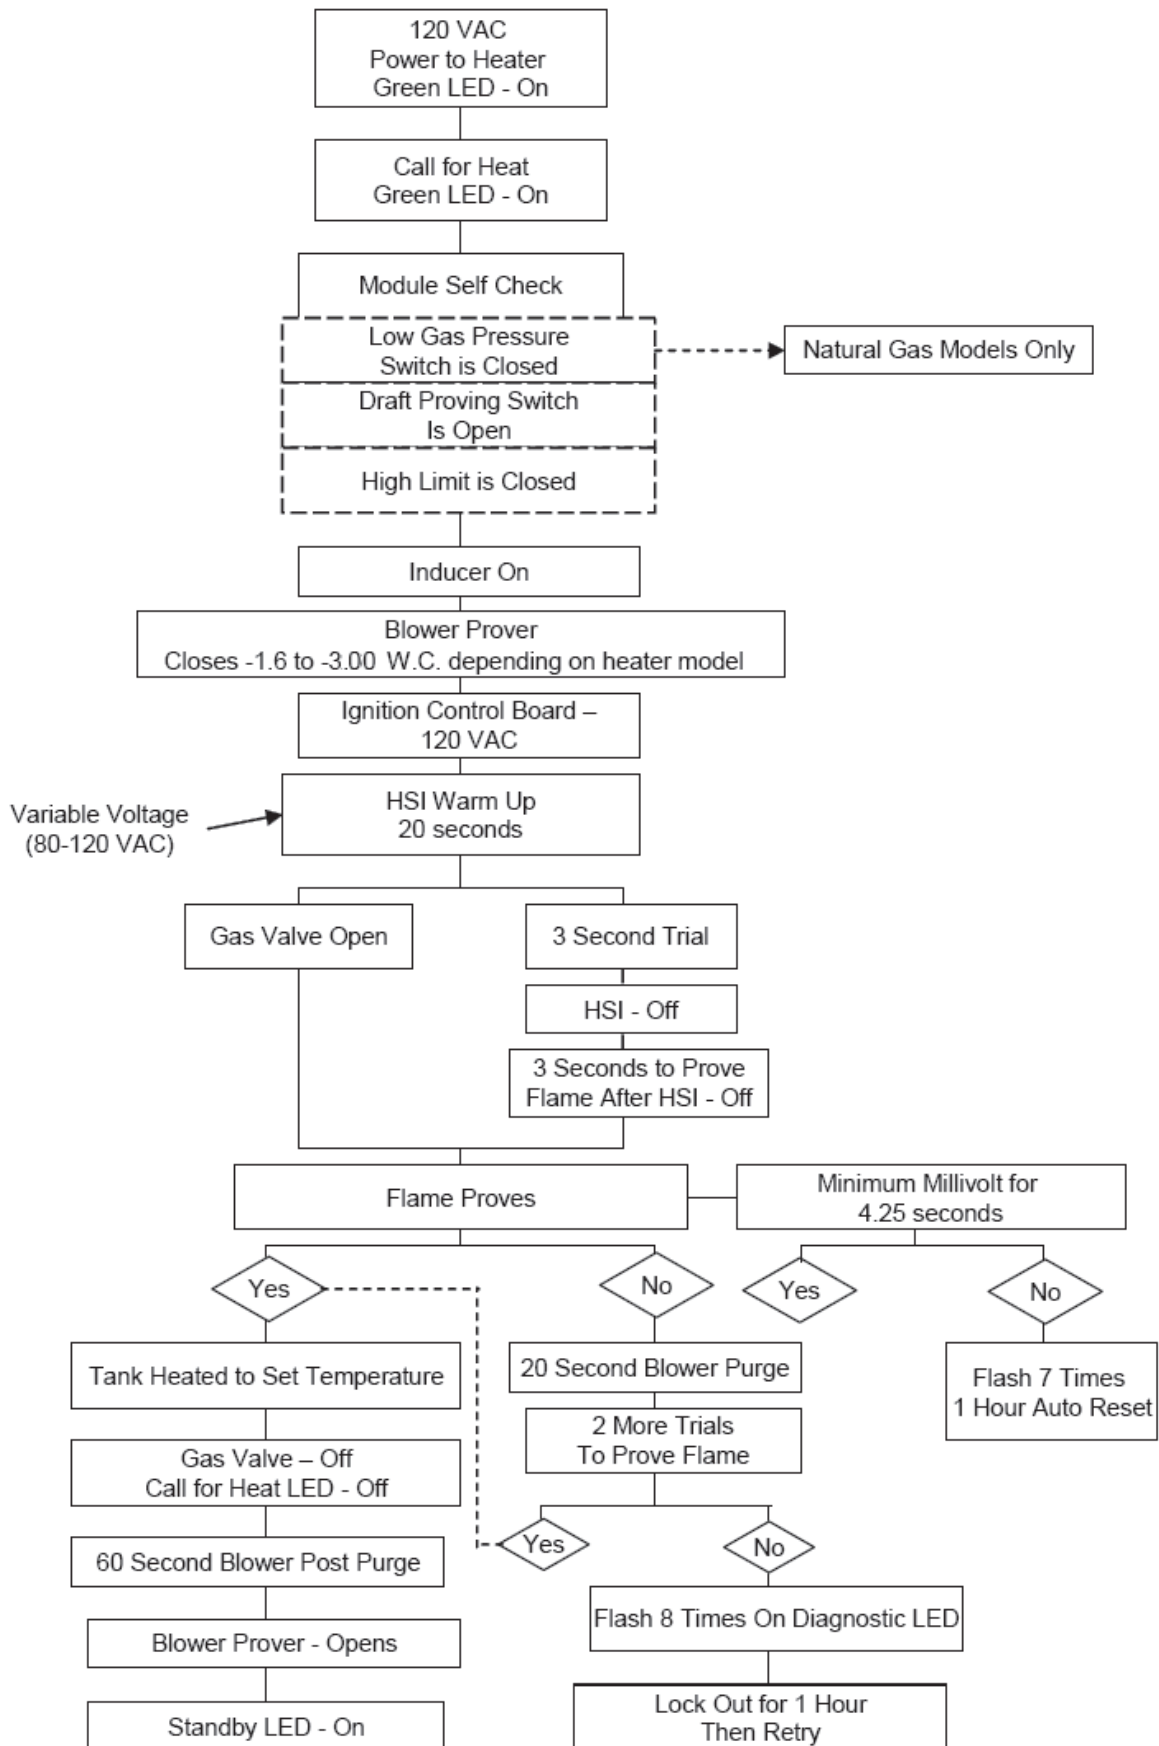 120 VAC
Power to Heater
Green LED - On
Call for Heat
Green LED - On
Module Self Check
Low Gas Pressure
Switch is Closed
Natural Gas Models Only
Draft Proving Switch
Is Open
High Limit is Closed
Inducer On
Blower Prover
Closes -1.6 to -3.00 W.C. depending on heater model
Ignition Control Board –
120 VAC
Variable Voltage
(80-120 VAC)
HSI Warm Up
20 seconds
Gas Valve Open
3 Second Trial
HSI - Off
3 Seconds to Prove
Flame After HSI - Off
Flame Proves
Minimum Millivolt for
4.25 seconds
Yes
No
Yes
No
Tank Heated to Set Temperature
20 Second Blower Purge
Flash 7 Times
1 Hour Auto Reset
2 More Trials
To Prove Flame
Gas Valve – Off
Call for Heat LED - Off
Yes
No
60 Second Blower Post Purge
Flash 8 Times On Diagnostic LED
Blower Prover - Opens
Lock Out for 1 Hour
Then Retry
Standby LED - On